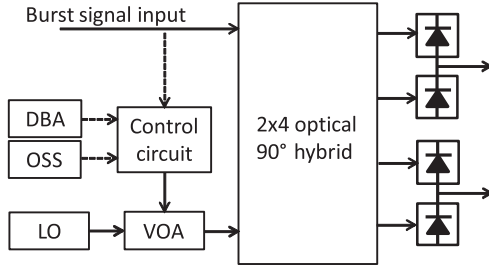 Burst signal input
DBA
OSS
Control
circuit
2x4 optical
90° hybrid
LO
VOA